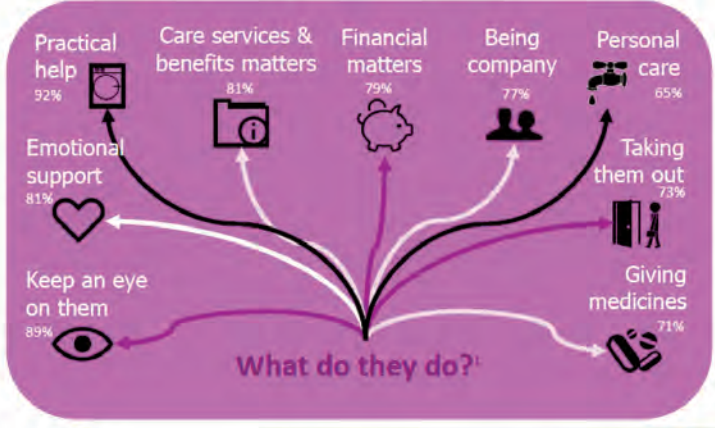 Practical
help
92%
Care services &
benefits matters
81%
Financial
matters
79%
Being
company
77%
Personal
care
65%
Emotional
support
81%
Taking
them out
73%
Keep an eye
on them
89%
Giving
medicines
71%
What do they do?¹